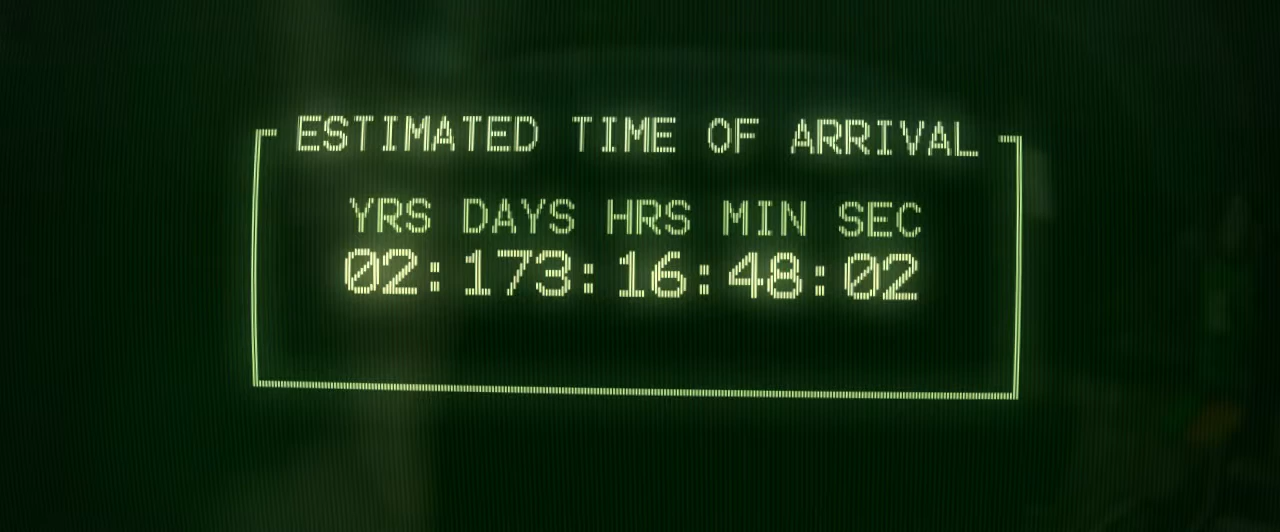 ESTIMATED TIME OF ARRIVAL
YRS DAYS HRS MIN SEC
02:173:16:48:02